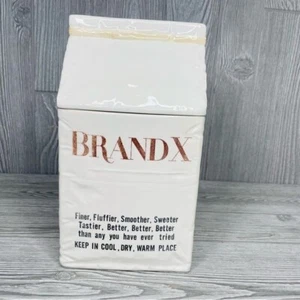 BRAND X
Finer, Fluffier, Smoother, Sweeter
Tastier, Better, Better, Better
than any you have ever tried
KEEP IN COOL, DRY, WARM PLACE